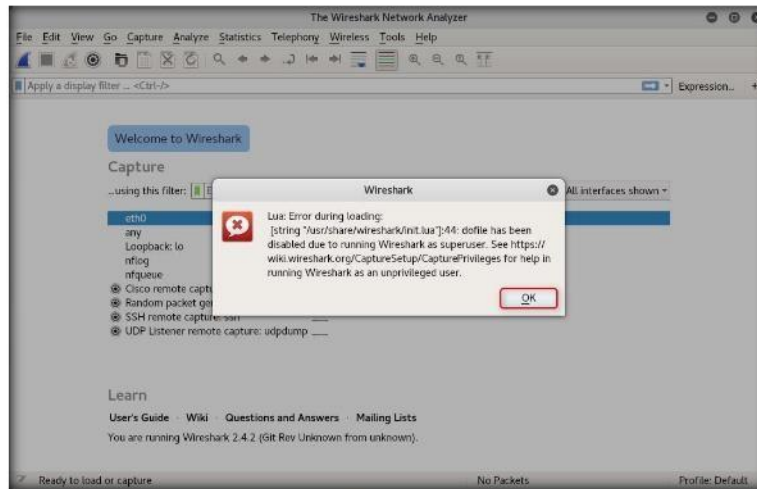 The Wireshark Network Analyzer
File Edit View Go Capture Analyze Statistics Telephony Wireless Tools Help
Apply a display filter ... <Ctrl-/>
Expression...
+
Welcome to Wireshark
Capture
...using this filter:
All interfaces shown
eth0
any
Loopback: lo
nflog
nfqueue
Cisco remote
Random packet
SSH remote capture: ssh
UDP Listener remote capture: udpdump
Wireshark
Lua: Error during loading:
[string "/usr/share/wireshark/init.lua"]:44: dofile has been
disabled due to running Wireshark as superuser. See https://
wiki.wireshark.org/CaptureSetup/CapturePrivileges for help in
running Wireshark as an unprivileged user.
OK
Learn
User's Guide · Wiki · Questions and Answers · Mailing Lists
You are running Wireshark 2.4.2 (Git Rev Unknown from unknown).
Ready to load or capture
No Packets
Profile: Default